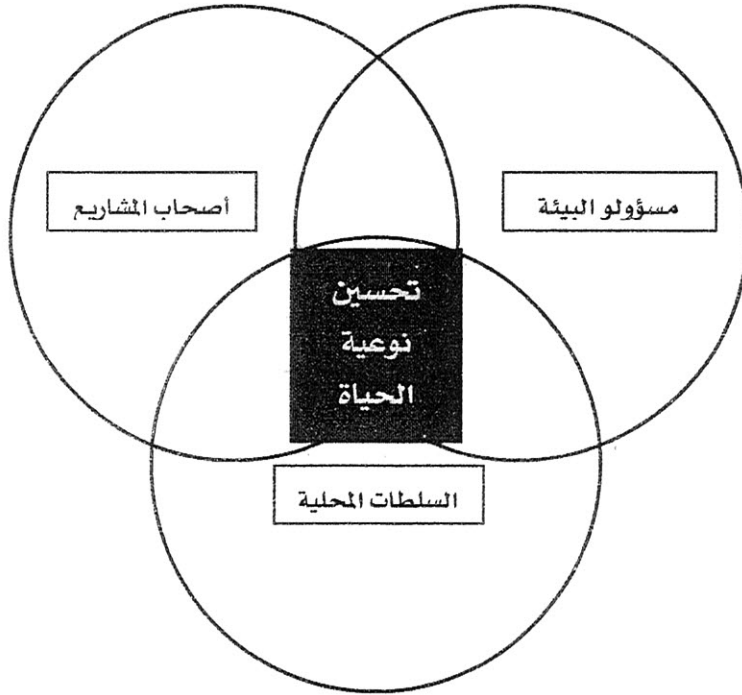 مسؤولو البيئة
أصحاب المشاريع
تحسين
نوعية
الحياة
السلطات المحلية